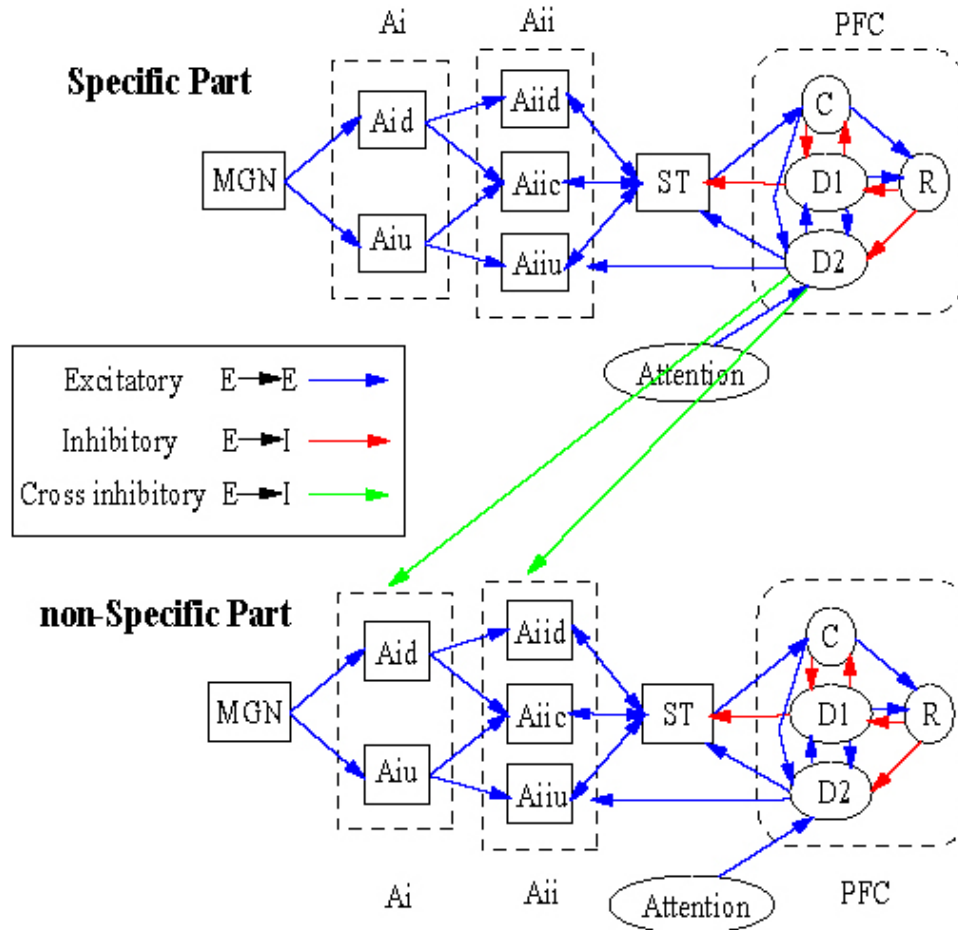 Ai
Aii
PFC
Specific Part
MGN
Aid
Aiu
Aiid
Aiic
Aiiu
ST
C
D1
R
D2
Attention
Excitatory E E
Inhibitory E I
Cross inhibitory E I
non-Specific Part
MGN
Aid
Aiu
Aiid
Aiic
Aiiu
ST
C
D1
R
D2
Attention
Ai
Aii
PFC